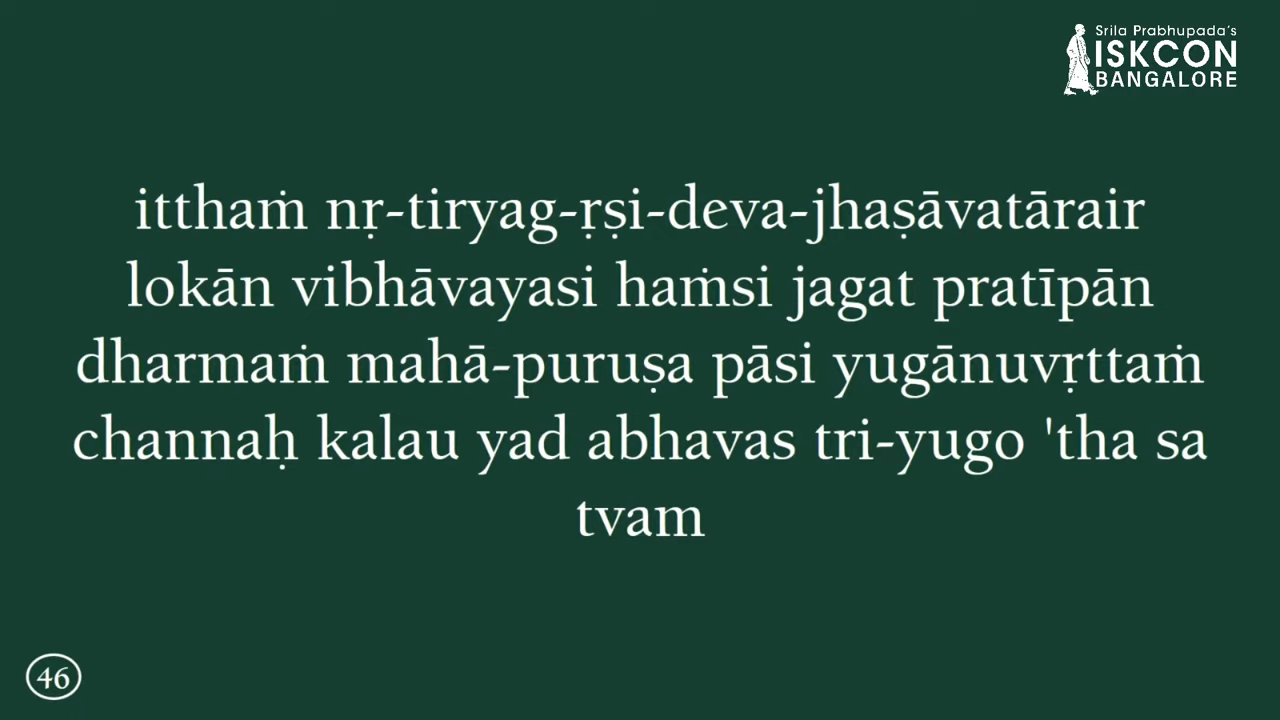 Srila Prabhupada's
ISKCON
BANGALORE
itthaṁ nṛ-tiryag-ṛṣi-deva-jhaṣāvatārair
lokān vibhāvayasi haṁsi jagat pratīpān
dharmaṁ mahā-puruṣa pāsi yugānuvṛttaṁ
channaḥ kalau yad abhavas tri-yugo 'tha sa
tvam
46